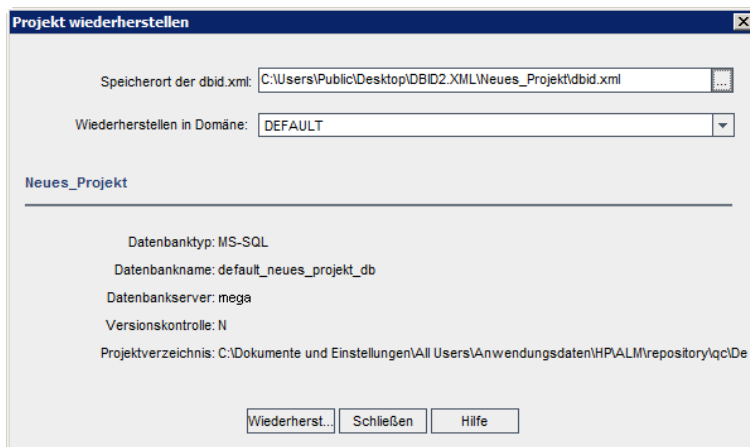 Projekt wiederherstellen
Speicherort der dbid.xml: C:\Users\Public\Desktop\DBID2.XML\Neues_Projekt\dbid.xml ...
Wiederherstellen in Domäne: DEFAULT
Neues_Projekt
Datenbanktyp: MS-SQL
Datenbankname: default_neues_projekt_db
Datenbankserver: mega
Versionskontrolle: N
Projektverzeichnis: C:\Dokumente und Einstellungen\All Users\Anwendungsdaten\HP\ALM\repository\qc\De
Wiederherst... Schließen Hilfe